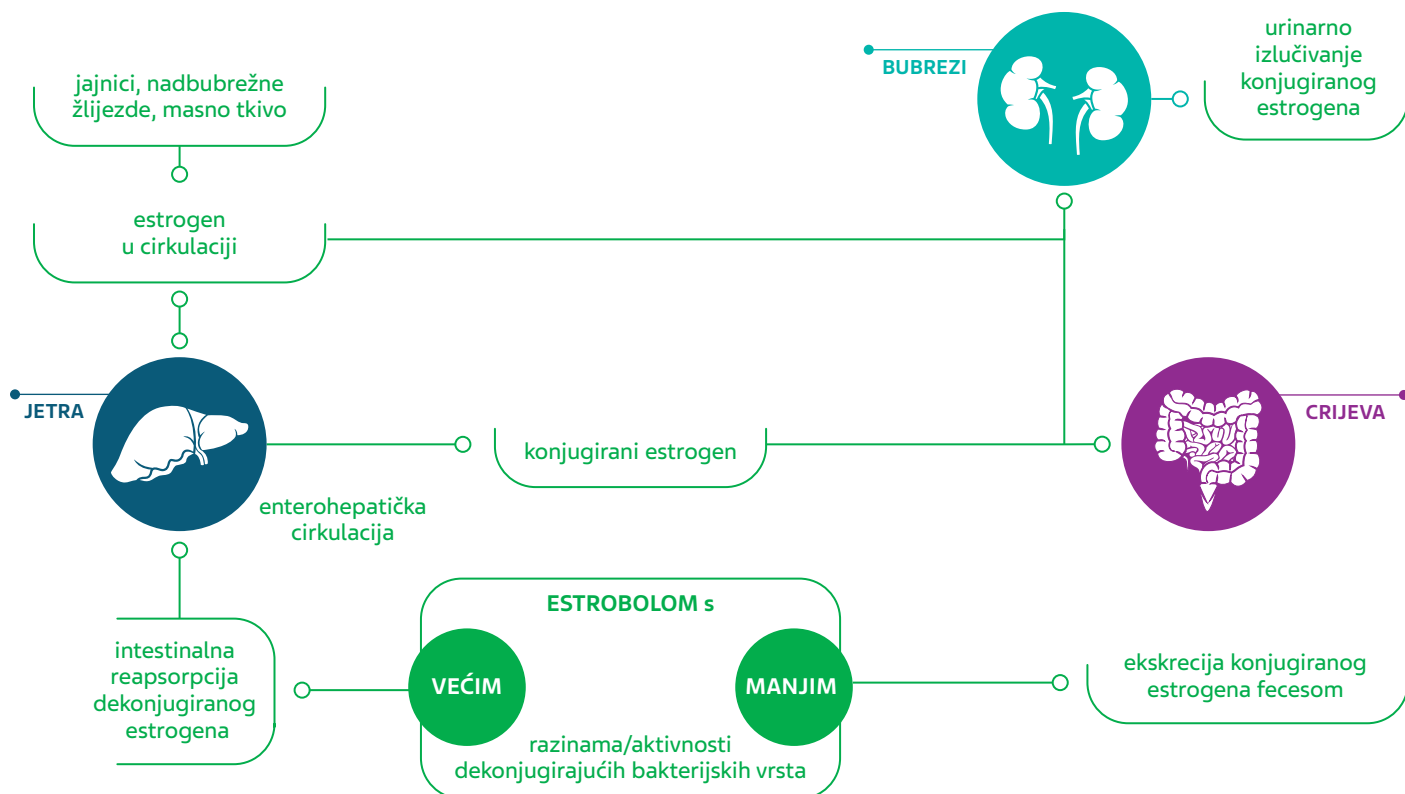 jajnici, nadbubrežne
žlijezde, masno tkivo
BUBREZI
urinarno
izlučivanje
konjugiranog
estrogena
estrogen
u cirkulaciji
JETRA
konjugirani estrogen
CRIJEVA
enterohepatička
cirkulacija
ESTROBOLOM s
intestinalna
reapsorpcija
dekonjugiranog
estrogena
VEĆIM
MANJIM
razinama/aktivnosti
dekonjugirajućih bakterijskih vrsta
ekskrecija konjugiranog
estrogena fecesom